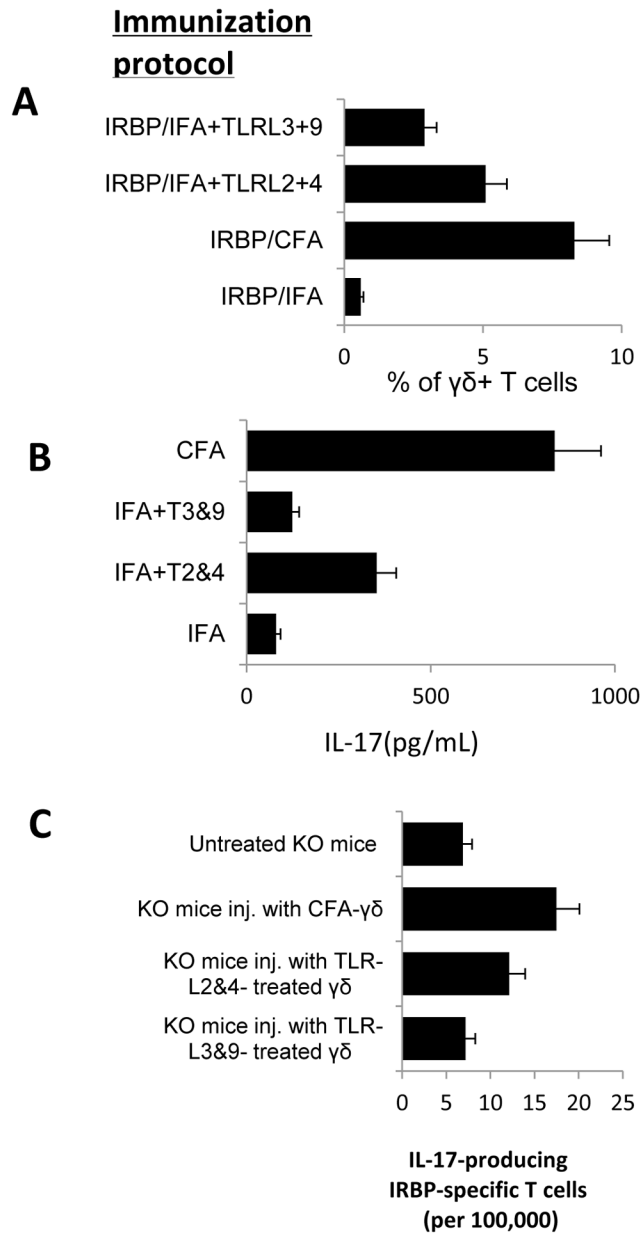 Immunization
protocol
A
IRBP/IFA+TLRL3+9
IRBP/IFA+TLRL2+4
IRBP/CFA
IRBP/IFA
0 5 10
% of γδ+ T cells
B
CFA
IFA+T3&9
IFA+T2&4
IFA
0 500 1000
IL-17(pg/mL)
C
Untreated KO mice
KO mice inj. with CFA-γδ
KO mice inj. with TLR-
L2&4- treated γδ
KO mice inj. with TLR-
L3&9- treated γδ
0 5 10 15 20 25
IL-17-producing
IRBP-specific T cells
(per 100,000)